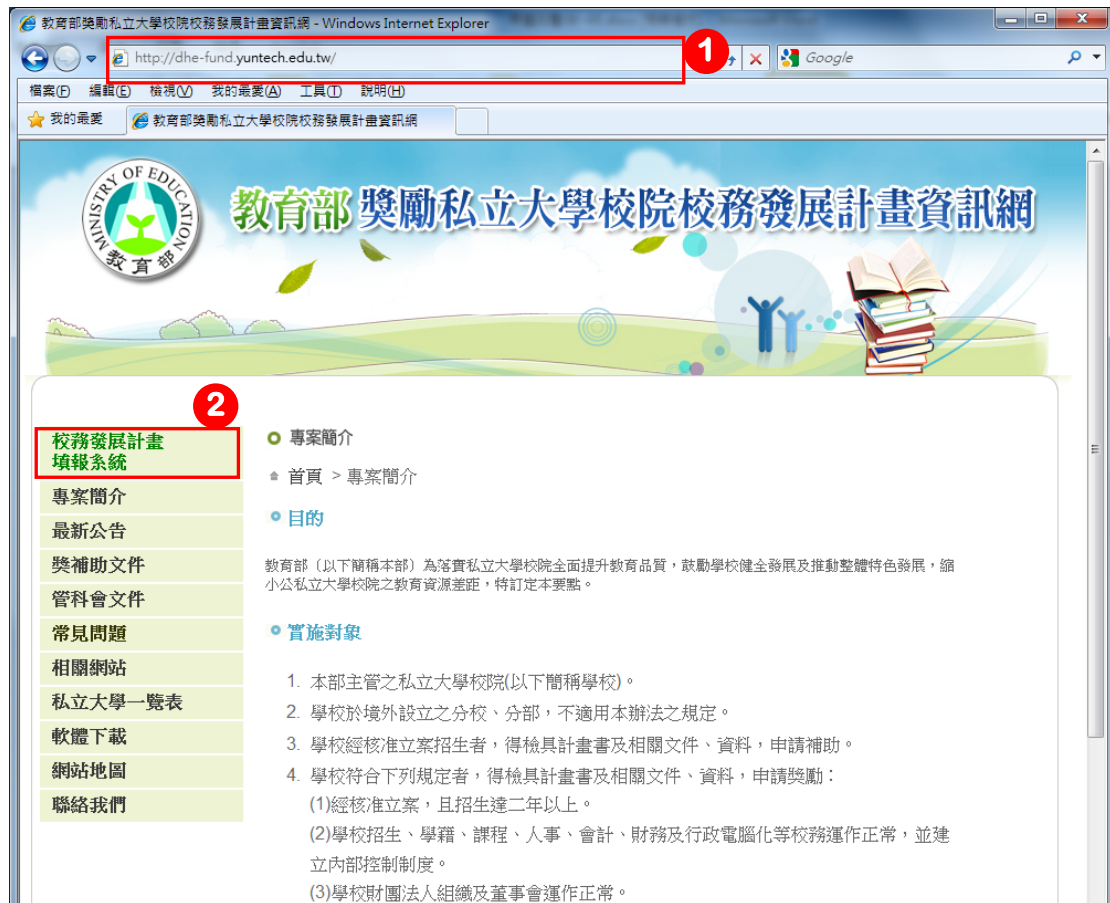 教育部獎勵私立大學校院校務發展計畫資訊網 - Windows Internet Explorer
http://dhe-fund.yuntech.edu.tw/
1
Google
檔案(F) 編輯(E) 檢視(V) 我的最愛(A) 工具(T) 說明(H)
我的最愛 教育部獎勵私立大學校院校務發展計畫資訊網
MINISTRY OF EDUCATION
教育部
教育部 獎勵私立大學校院校務發展計畫資訊網
2
校務發展計畫
填報系統
專案簡介
最新公告
獎補助文件
管科會文件
常見問題
相關網站
私立大學一覽表
軟體下載
網站地圖
聯絡我們
專案簡介
首頁 > 專案簡介
目的
教育部（以下簡稱本部）為落實私立大學校院全面提升教育品質，鼓勵學校健全發展及推動整體特色發展，縮
小公私立大學校院之教育資源差距，特訂定本要點。
實施對象
1. 本部主管之私立大學校院(以下簡稱學校)。
2. 學校於境外設立之分校、分部，不適用本辦法之規定。
3. 學校經核准立案招生者，得檢具計畫書及相關文件、資料，申請補助。
4. 學校符合下列規定者，得檢具計畫書及相關文件、資料，申請獎勵：
(1)經核准立案，且招生達二年以上。
(2)學校招生、學籍、課程、人事、會計、財務及行政電腦化等校務運作正常，並建
立內部控制制度。
(3)學校財團法人組織及董事會運作正常。